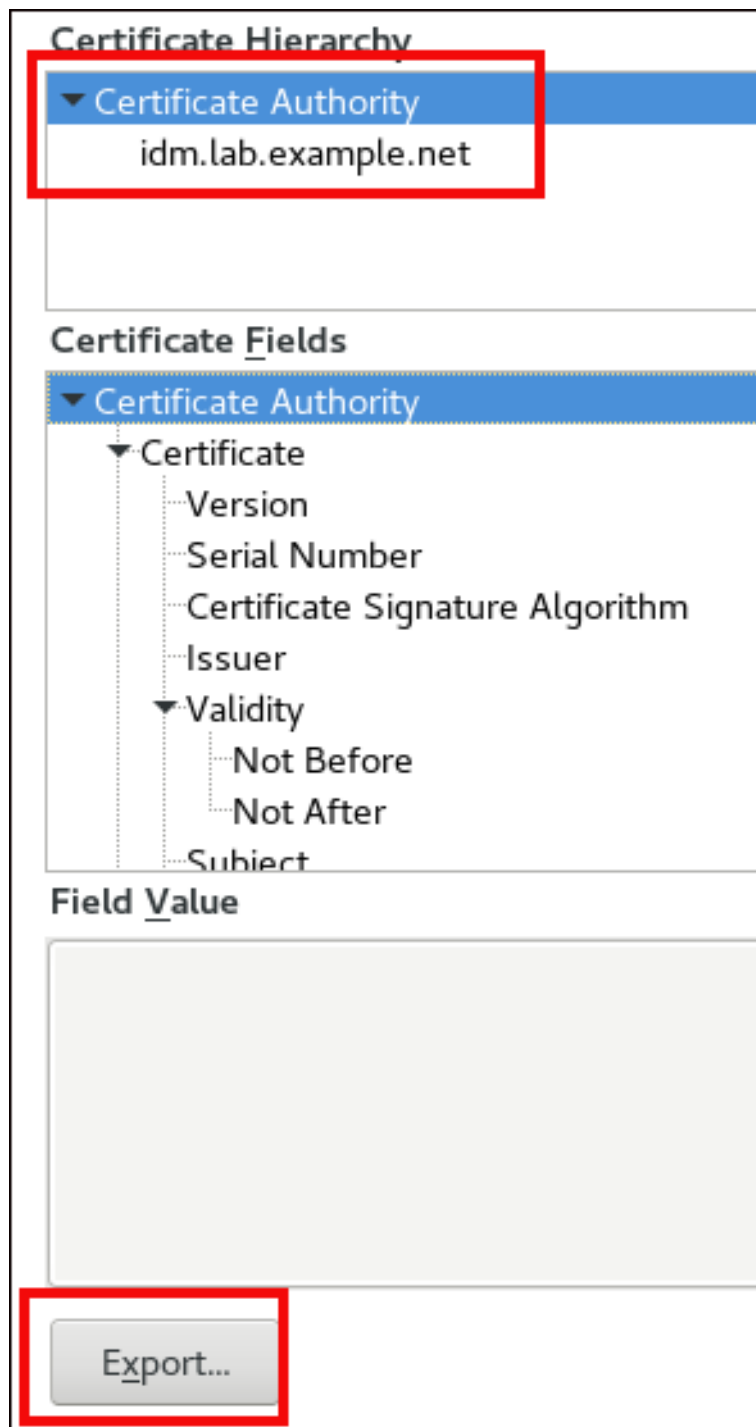 Certificate Hierarchy
Certificate Authority
idm.lab.example.net
Certificate Fields
Certificate Authority
Certificate
Version
Serial Number
Certificate Signature Algorithm
Issuer
Validity
Not Before
Not After
Subject
Field Value
Export...